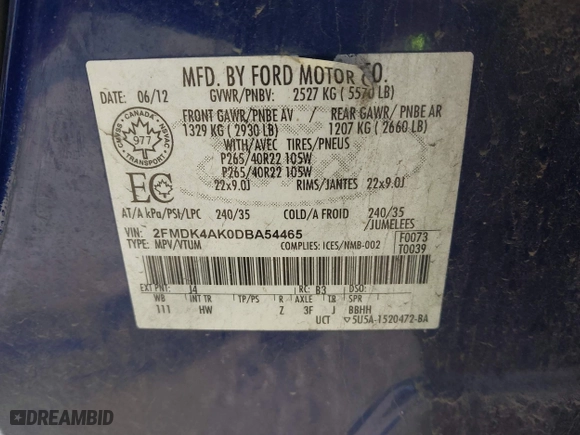 MFD. BY FORD MOTOR CO.
DATE: 06/12 GVWR/PNBV: 2527 KG ( 5570 LB)
FRONT GAWR/PNBE AV / REAR GAWR/ PNBE AR
1329 KG ( 2930 LB) 1207 KG ( 2660 LB)
WITH/AVEC TIRES/PNEUS
P265/40R22 105W
P265/40R22 105W
22x9.0J RIMS/JANTES 22x9.0J
CANADA
977
TRANSPORT
EC
AT/A kPa/PSI/LPC 240/35 COLD/A FROID 240/35
/JUMELEES
VIN: 2FMDK4AK0DBA54465 F0073
TYPE: MPV/VTUM COMPLIES: ICES/NMB-002 T0039
EXT PNT: J4 RC: B3 DSO:
WB INT TR TP/PS R AXLE TR SPR
111 HW Z 3F J BBHH
UCT ▽5U5A-1520472-BA
DREAMBID